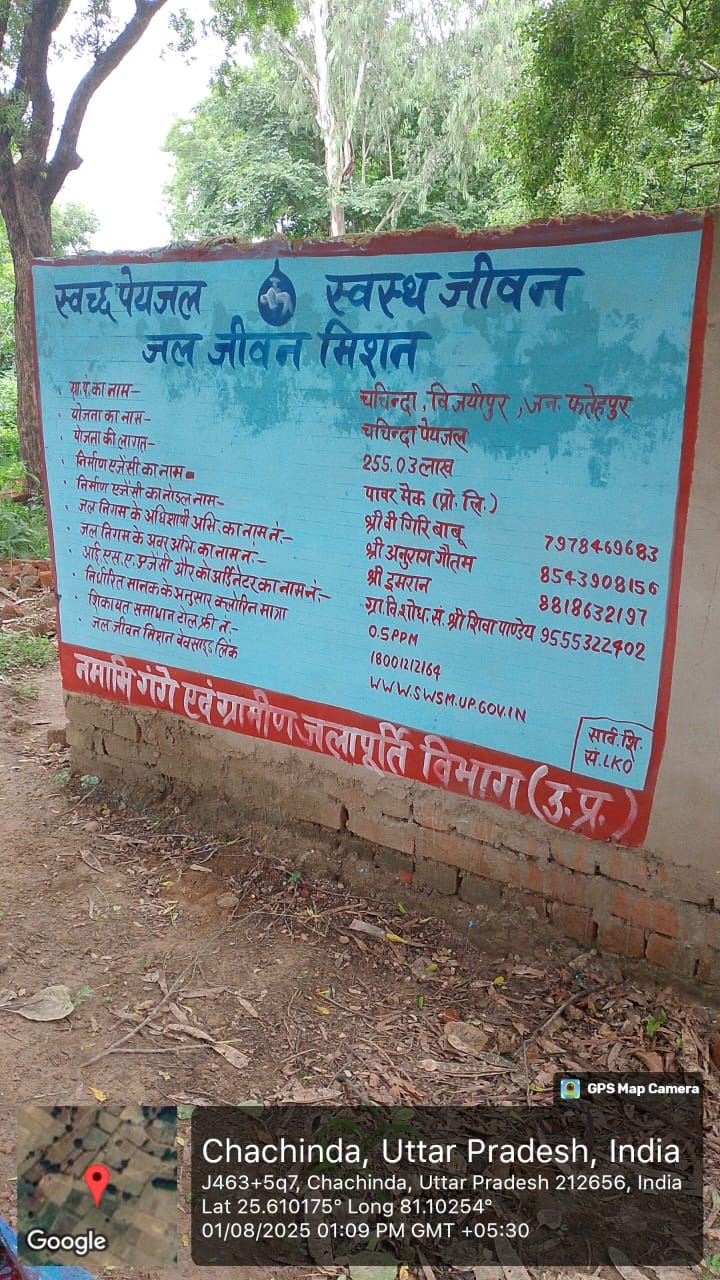 स्वच्छ पेयजल स्वस्थ जीवन
जल जीवन मिशन
ग्रा.पं.का नाम- चचिन्दा, विजयीपुर, जन. फतेहपुर
योजना का नाम- चचिन्दा पेयजल
योजना की लागत- 255.03 लाख
निर्माण एजेंसी का नाम- पावर मेक (प्रो. लि.)
निर्माण एजेंसी का नोडल नाम- श्री वी गिरि बाबू 7978469683
जल निगम के अधिशाषी अभि. का नाम नं:- श्री अनुराग गौतम 8543908156
जल निगम के अवर अभि. का नाम नं:- श्री इमरान 8818632197
आई.एस.ए. एजेंसी और कोआर्डिनेटर का नाम नं:- ग्रा.वि.शोध.सं. श्री शिवा पाण्डेय 9555322402
निर्धारित मानक के अनुसार क्लोरिन मात्रा 0.5 PPM
शिकायत समाधान टोल फ्री नं:- 18001212164
जल जीवन मिशन वेवसाइड लिंक WWW.SWSM.UP.GOV.IN
सार्व. शि.
सं. LKO
नमामि गंगे एवं ग्रामीण जलापूर्ति विभाग (उ.प्र.)
GPS Map Camera
Chachinda, Uttar Pradesh, India
J463+5q7, Chachinda, Uttar Pradesh 212656, India
Lat 25.610175° Long 81.10254°
01/08/2025 01:09 PM GMT +05:30
Google